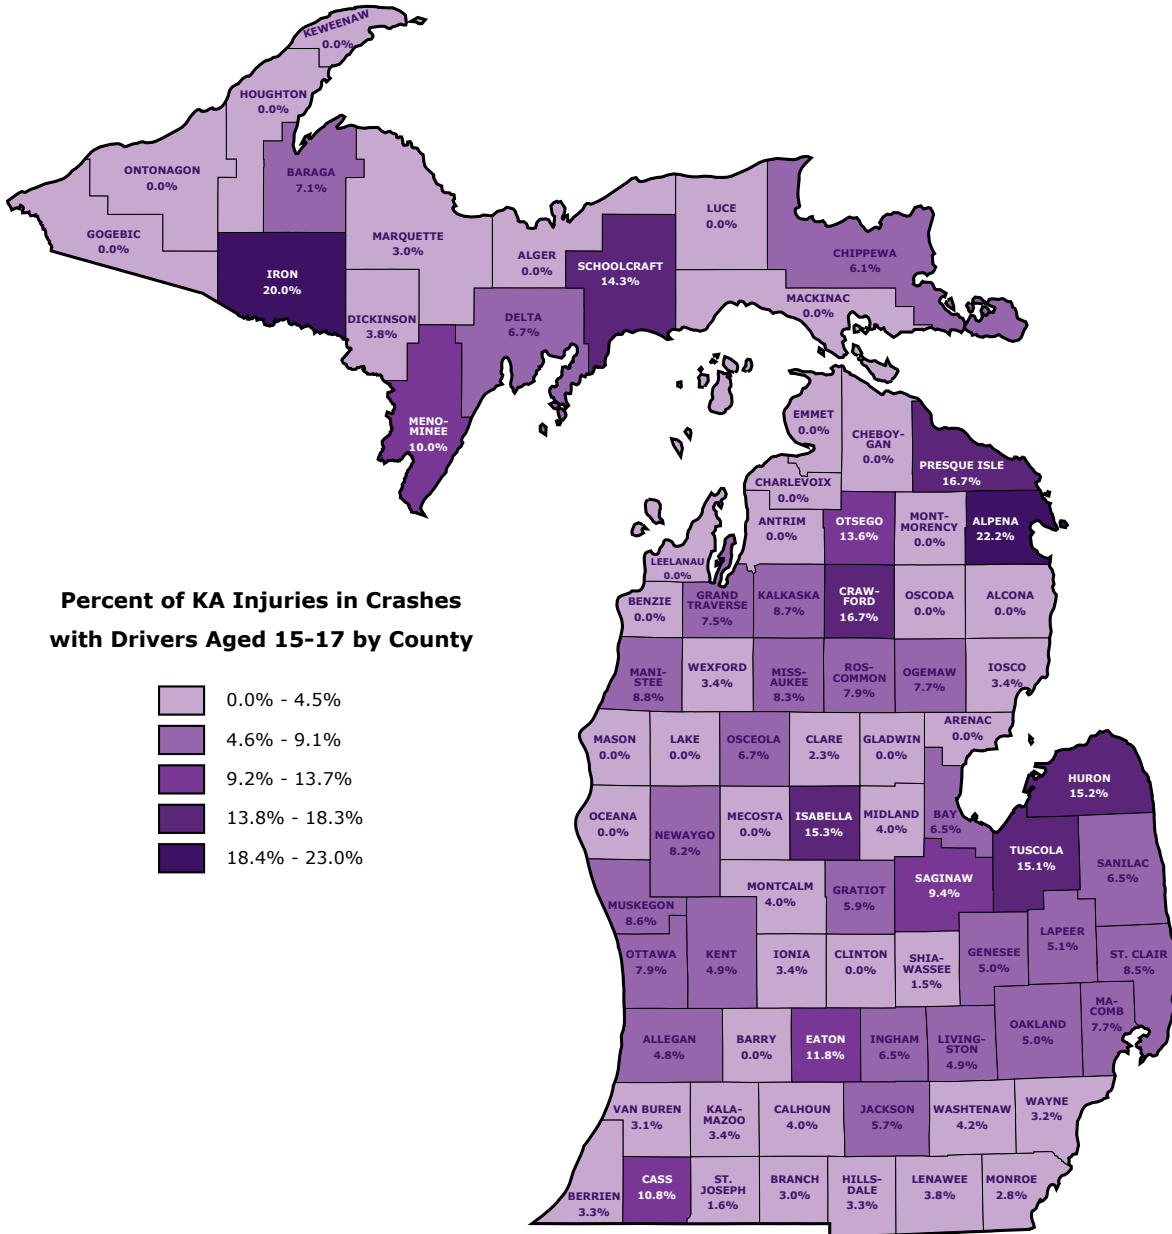 KEWEENAW
0.0%
HOUGHTON
0.0%
ONTONAGON
0.0%
BARAGA
7.1%
GOGEBIC
0.0%
IRON
20.0%
MARQUETTE
3.0%
DICKINSON
3.8%
MENO-
MINEE
10.0%
ALGER
0.0%
DELTA
6.7%
SCHOOLCRAFT
14.3%
LUCE
0.0%
CHIPPEWA
6.1%
MACKINAC
0.0%
EMMET
0.0%
CHEBOY-
GAN
0.0%
PRESQUE ISLE
16.7%
CHARLEVOIX
0.0%
ANTRIM
0.0%
OTSEGO
13.6%
MONT-
MORENCY
0.0%
ALPENA
22.2%
LEELANAU
0.0%
BENZIE
0.0%
GRAND
TRAVERSE
7.5%
KALKASKA
8.7%
CRAW-
FORD
16.7%
OSCODA
0.0%
ALCONA
0.0%
Percent of KA Injuries in Crashes
with Drivers Aged 15-17 by County
0.0% - 4.5%
4.6% - 9.1%
9.2% - 13.7%
13.8% - 18.3%
18.4% - 23.0%
MANI-
STEE
8.8%
WEXFORD
3.4%
MISS-
AUKEE
8.3%
ROS-
COMMON
7.9%
OGEMAW
7.7%
IOSCO
3.4%
MASON
0.0%
LAKE
0.0%
OSCEOLA
6.7%
CLARE
2.3%
GLADWIN
0.0%
ARENAC
0.0%
HURON
15.2%
OCEANA
0.0%
NEWAYGO
8.2%
MECOSTA
0.0%
ISABELLA
15.3%
MIDLAND
4.0%
BAY
6.5%
TUSCOLA
15.1%
SANILAC
6.5%
MUSKEGON
8.6%
MONTCALM
4.0%
GRATIOT
5.9%
SAGINAW
9.4%
OTTAWA
7.9%
KENT
4.9%
IONIA
3.4%
CLINTON
0.0%
SHIA-
WASSEE
1.5%
GENESEE
5.0%
LAPEER
5.1%
ST. CLAIR
8.5%
ALLEGAN
4.8%
BARRY
0.0%
EATON
11.8%
INGHAM
6.5%
LIVING-
STON
4.9%
OAKLAND
5.0%
MA-
COMB
7.7%
VAN BUREN
3.1%
KALA-
MAZOO
3.4%
CALHOUN
4.0%
JACKSON
5.7%
WASHTENAW
4.2%
WAYNE
3.2%
BERRIEN
3.3%
CASS
10.8%
ST.
JOSEPH
1.6%
BRANCH
3.0%
HILLS-
DALE
3.3%
LENAWEE
3.8%
MONROE
2.8%